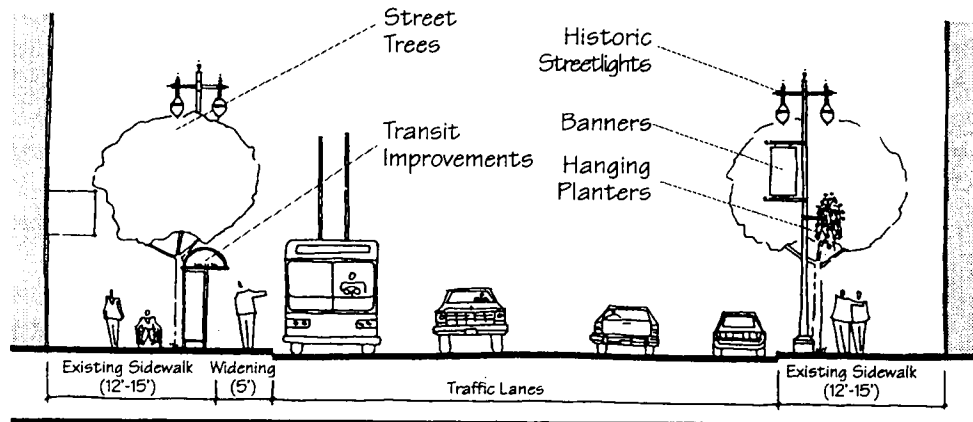 Street
Trees
Historic
Streetlights
Transit
Improvements
Banners
Hanging
Planters
Existing Sidewalk
(12'-15')
Widening
(5')
Traffic Lanes
Existing Sidewalk
(12'-15')